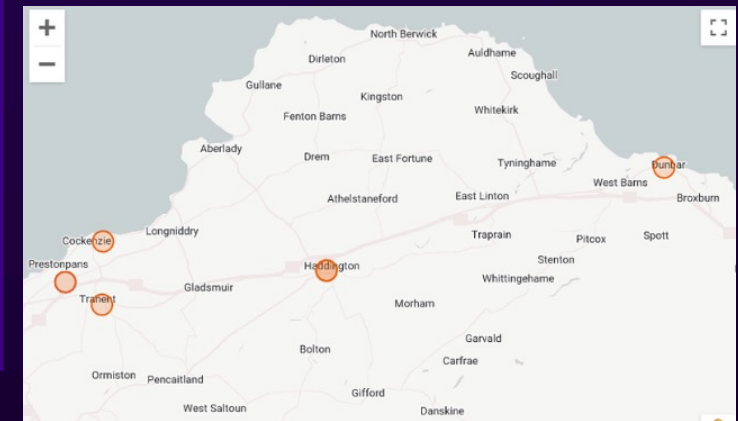 +
−
North Berwick
Auldhame
Dirleton
Scoughall
Gullane
Kingston
Whitekirk
Fenton Barns
Aberlady
Drem
East Fortune
Tyninghame
Dunbar
West Barns
Athelstaneford
East Linton
Broxburn
Longniddry
Cockenzie
Traprain
Pitcox
Spott
Prestonpans
Haddington
Stenton
Whittingehame
Gladsmuir
Tranent
Morham
Garvald
Bolton
Carfrae
Ormiston
Pencaitland
Gifford
West Saltoun
Danskine